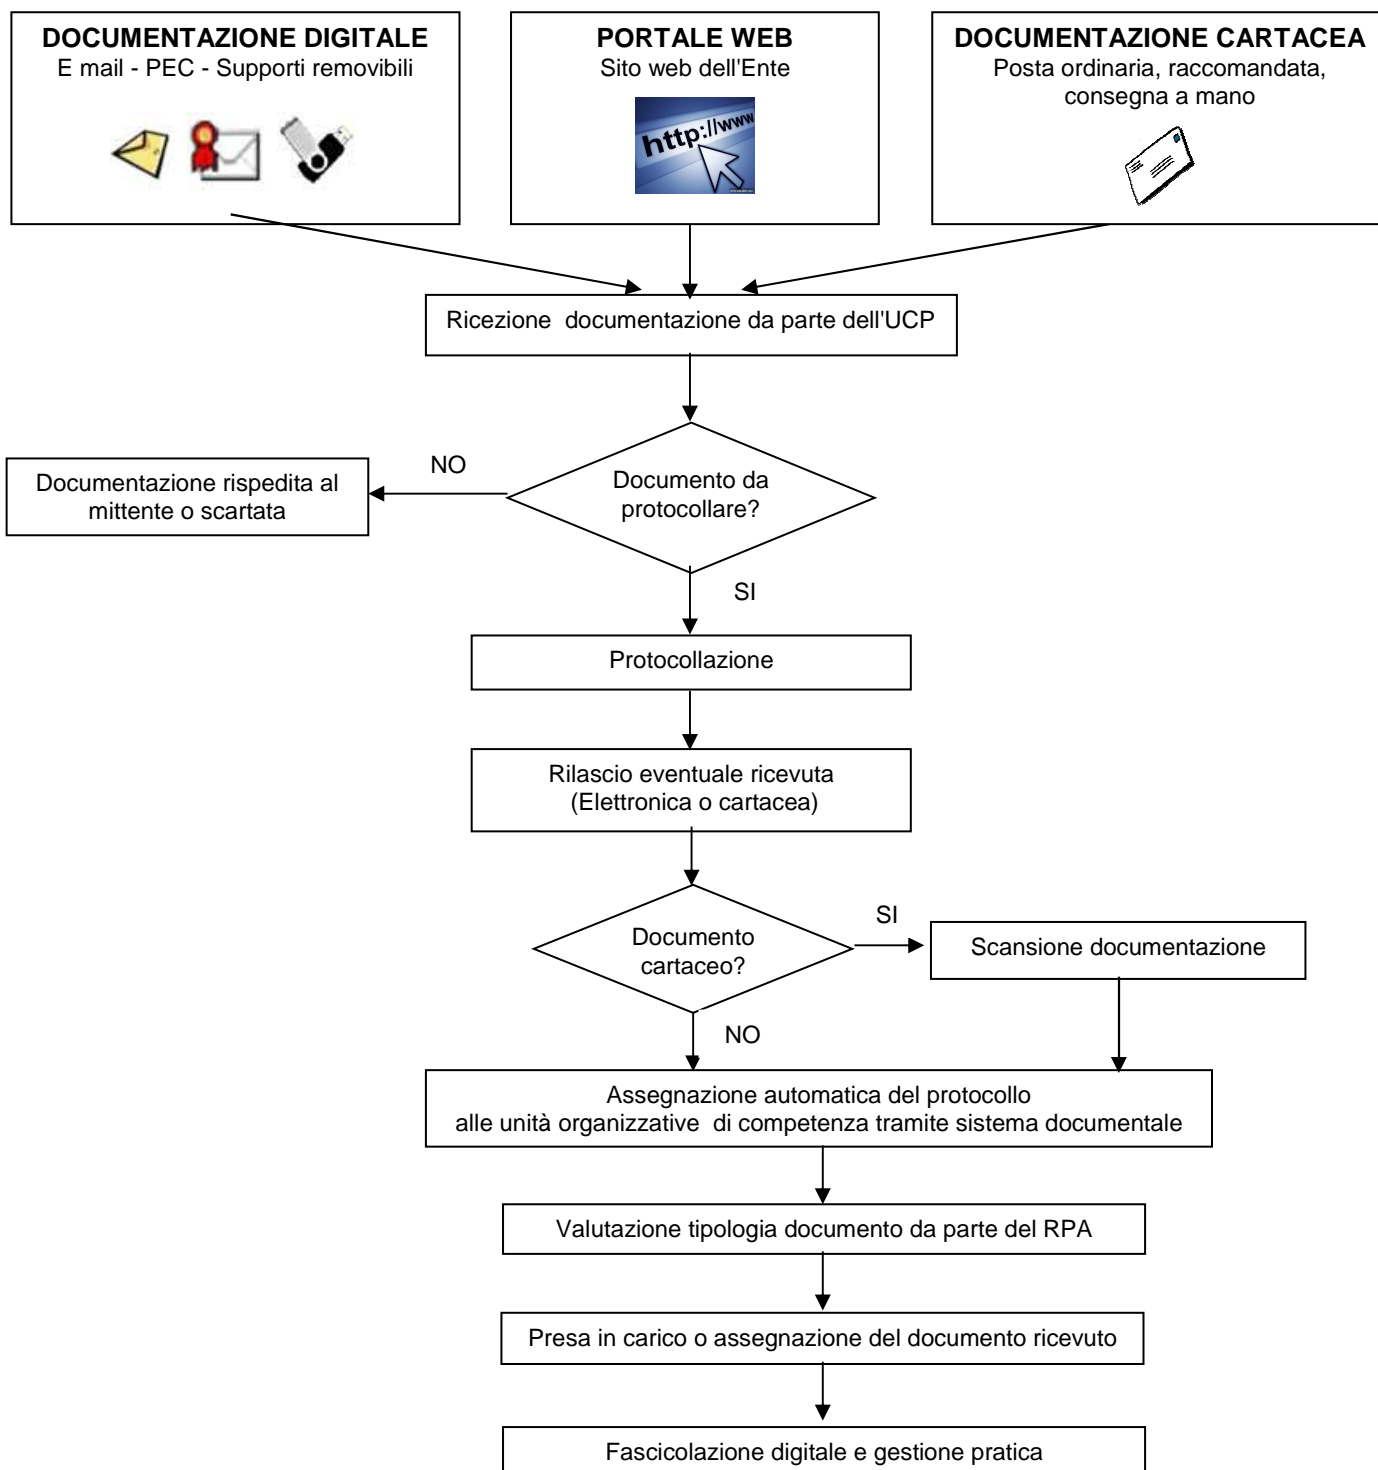 DOCUMENTAZIONE DIGITALE
E mail - PEC - Supporti removibili
PORTALE WEB
Sito web dell'Ente
http://www
DOCUMENTAZIONE CARTACEA
Posta ordinaria, raccomandata,
consegna a mano
Ricezione documentazione da parte dell'UCP
Documento da
protocollare?
NO
Documentazione rispedita al
mittente o scartata
SI
Protocollazione
Rilascio eventuale ricevuta
(Elettronica o cartacea)
Documento
cartaceo?
SI
Scansione documentazione
NO
Assegnazione automatica del protocollo
alle unità organizzative di competenza tramite sistema documentale
Valutazione tipologia documento da parte del RPA
Presa in carico o assegnazione del documento ricevuto
Fascicolazione digitale e gestione pratica